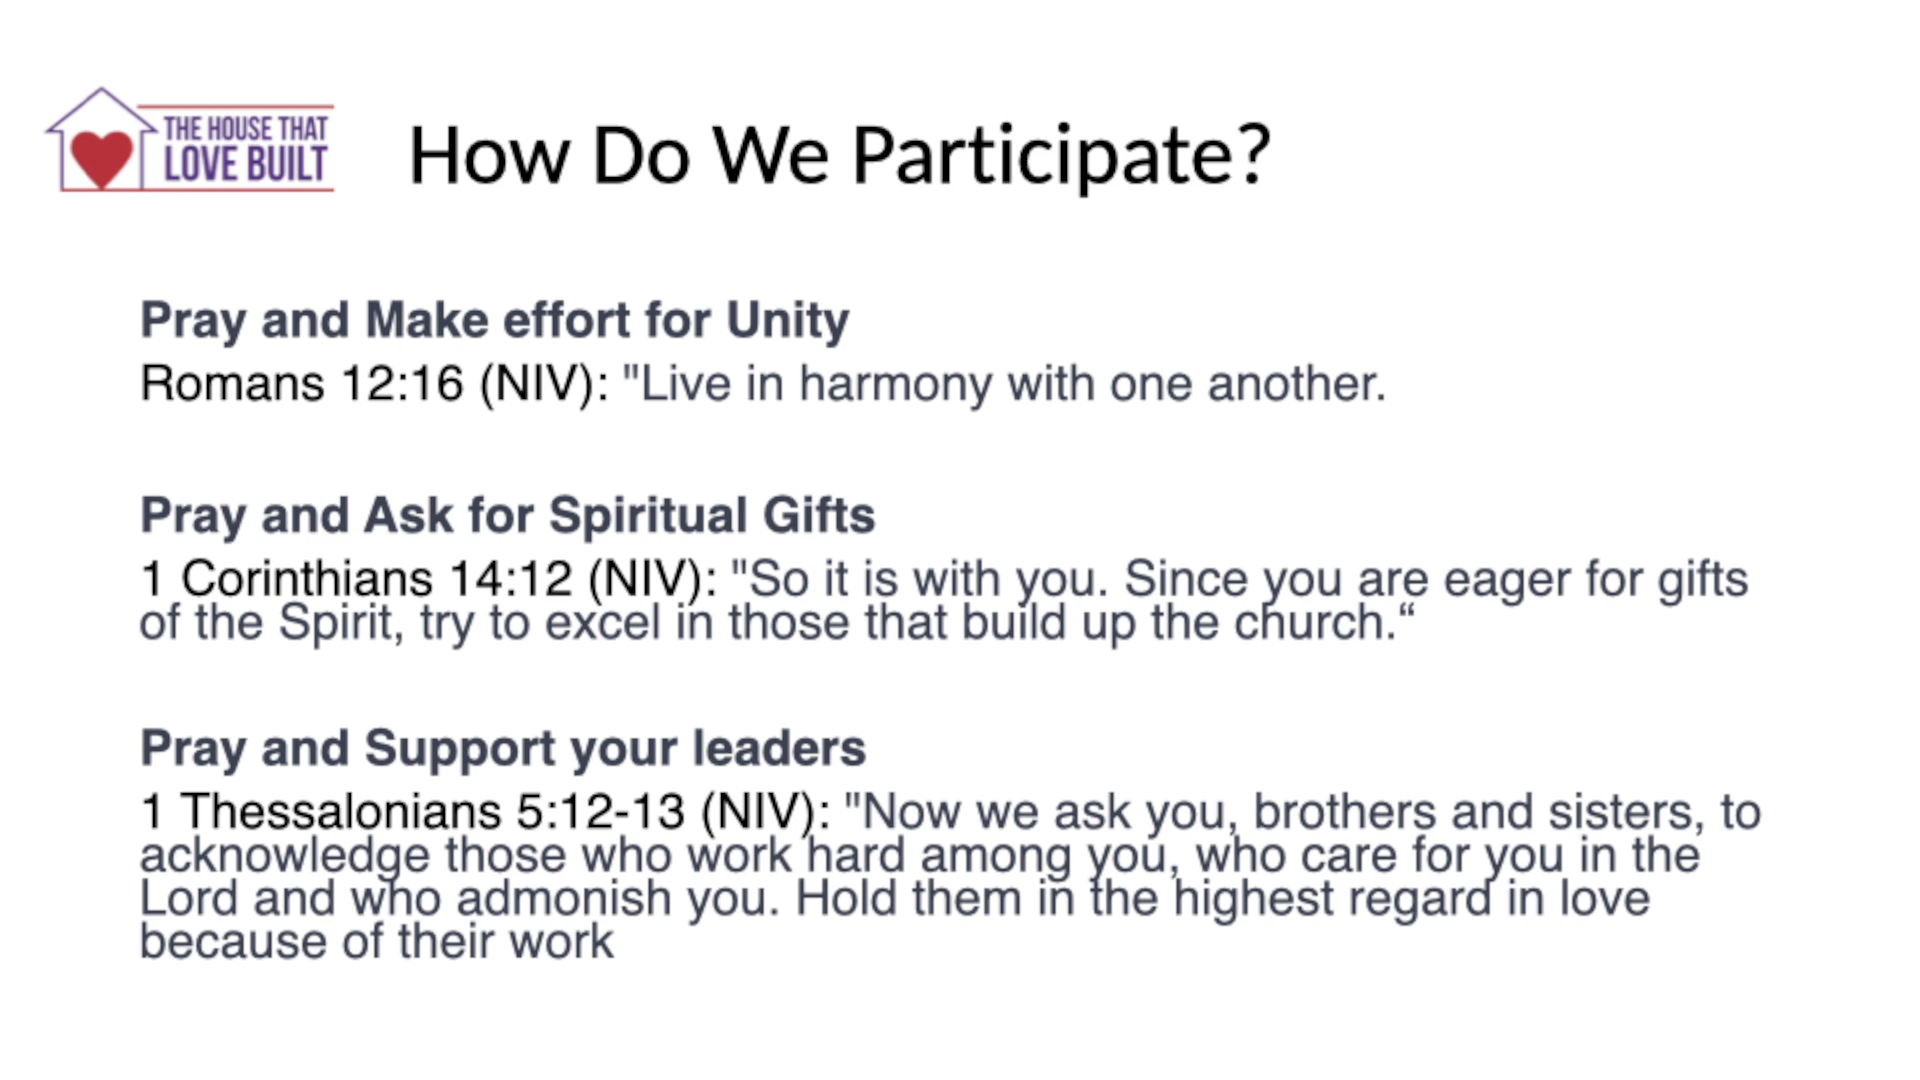 THE HOUSE THAT
LOVE BUILT
How Do We Participate?
Pray and Make effort for Unity
Romans 12:16 (NIV): "Live in harmony with one another.
Pray and Ask for Spiritual Gifts
1 Corinthians 14:12 (NIV): "So it is with you. Since you are eager for gifts
of the Spirit, try to excel in those that build up the church.“
Pray and Support your leaders
1 Thessalonians 5:12-13 (NIV): "Now we ask you, brothers and sisters, to
acknowledge those who work hard among you, who care for you in the
Lord and who admonish you. Hold them in the highest regard in love
because of their work